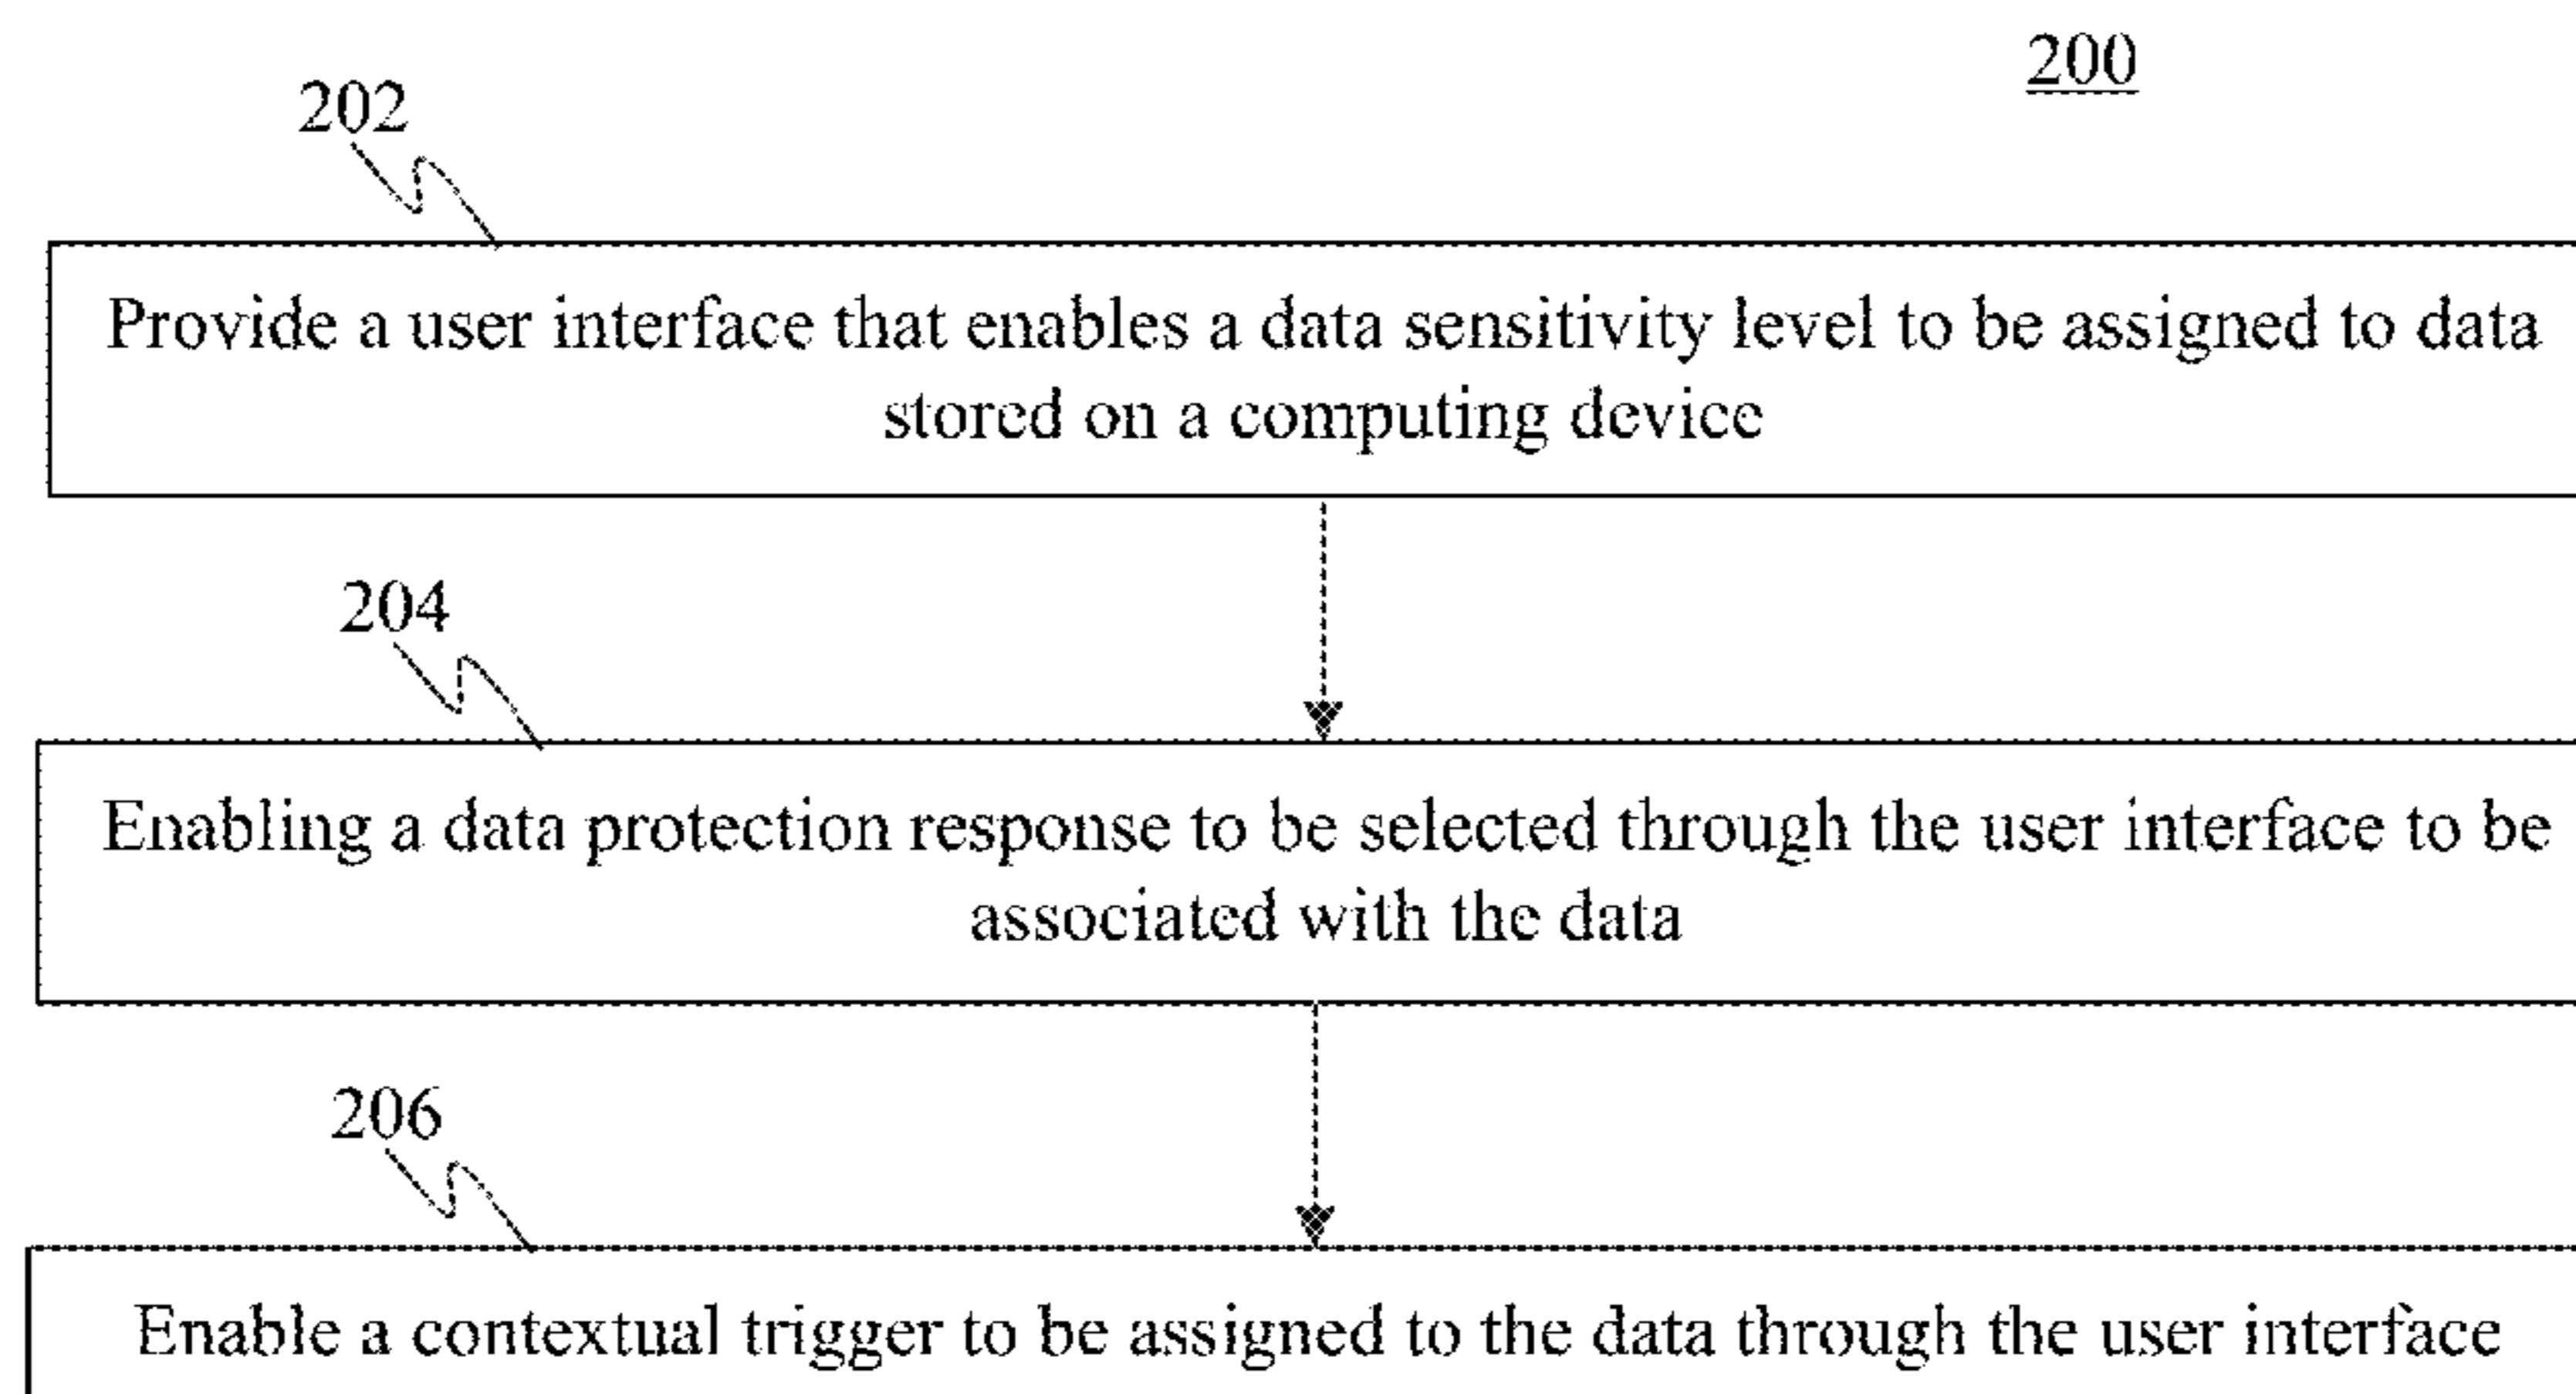 200
202
Provide a user interface that enables a data sensitivity level to be assigned to data
stored on a computing device
204
Enabling a data protection response to be selected through the user interface to be
associated with the data
206
Enable a contextual trigger to be assigned to the data through the user interface